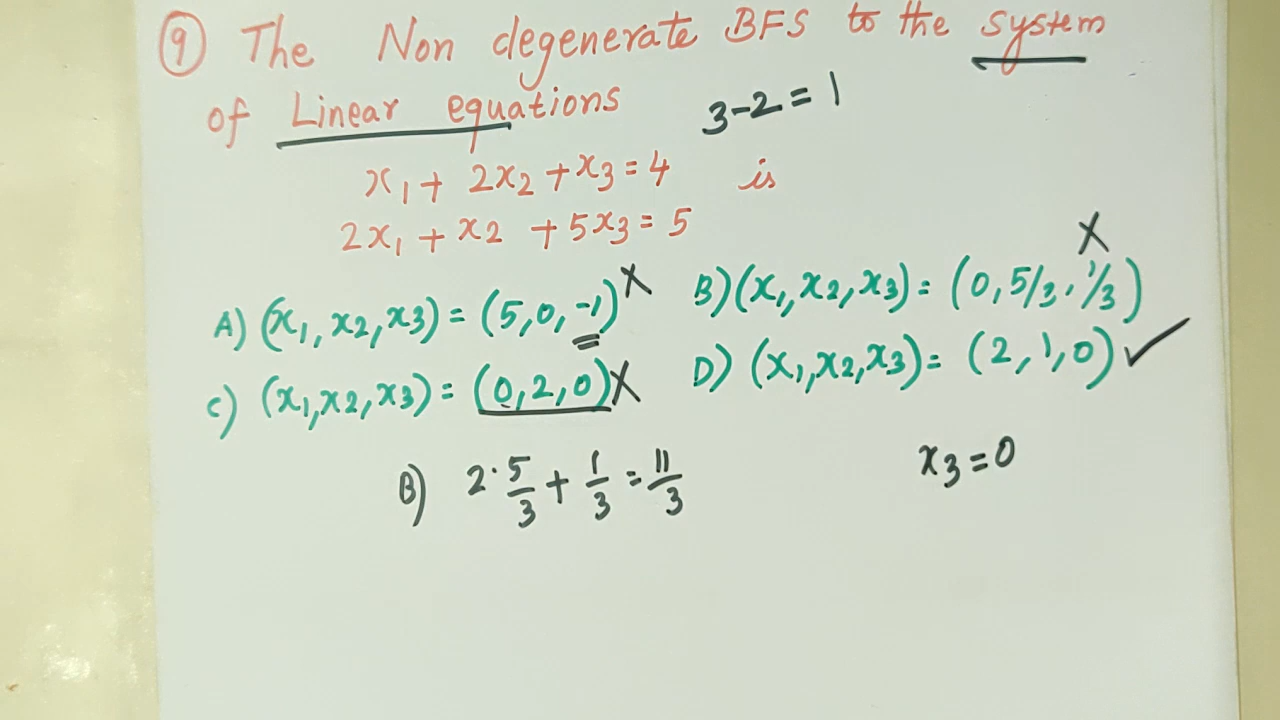 9 The Non degenerate BFS to the system
of Linear equations 3-2=1
x₁ + 2x₂ + x₃ = 4 is
2x₁ + x₂ + 5x₃ = 5
A) (x₁, x₂, x₃) = (5, 0, -1) X B) (x₁, x₂, x₃) = (0, 5/3, 1/3) X
C) (x₁, x₂, x₃) = (0, 2, 0) X D) (x₁, x₂, x₃) = (2, 1, 0) ✓
B) 2·5/3 + 1/3 = 11/3 x₃ = 0